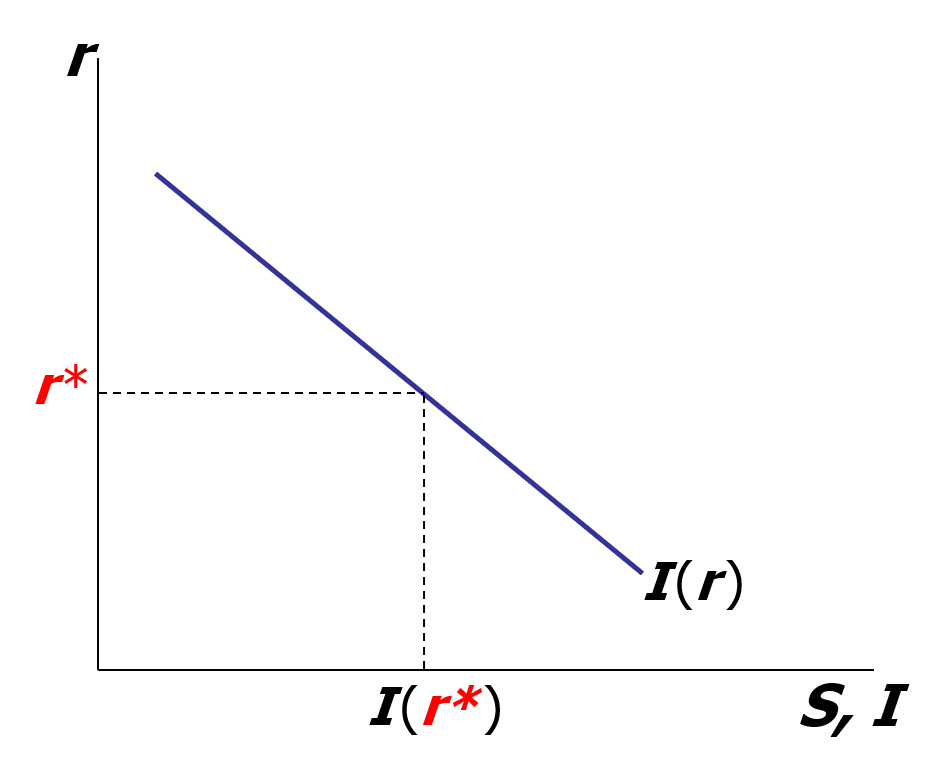 r
r*
I(r)
I(r*)
S, I